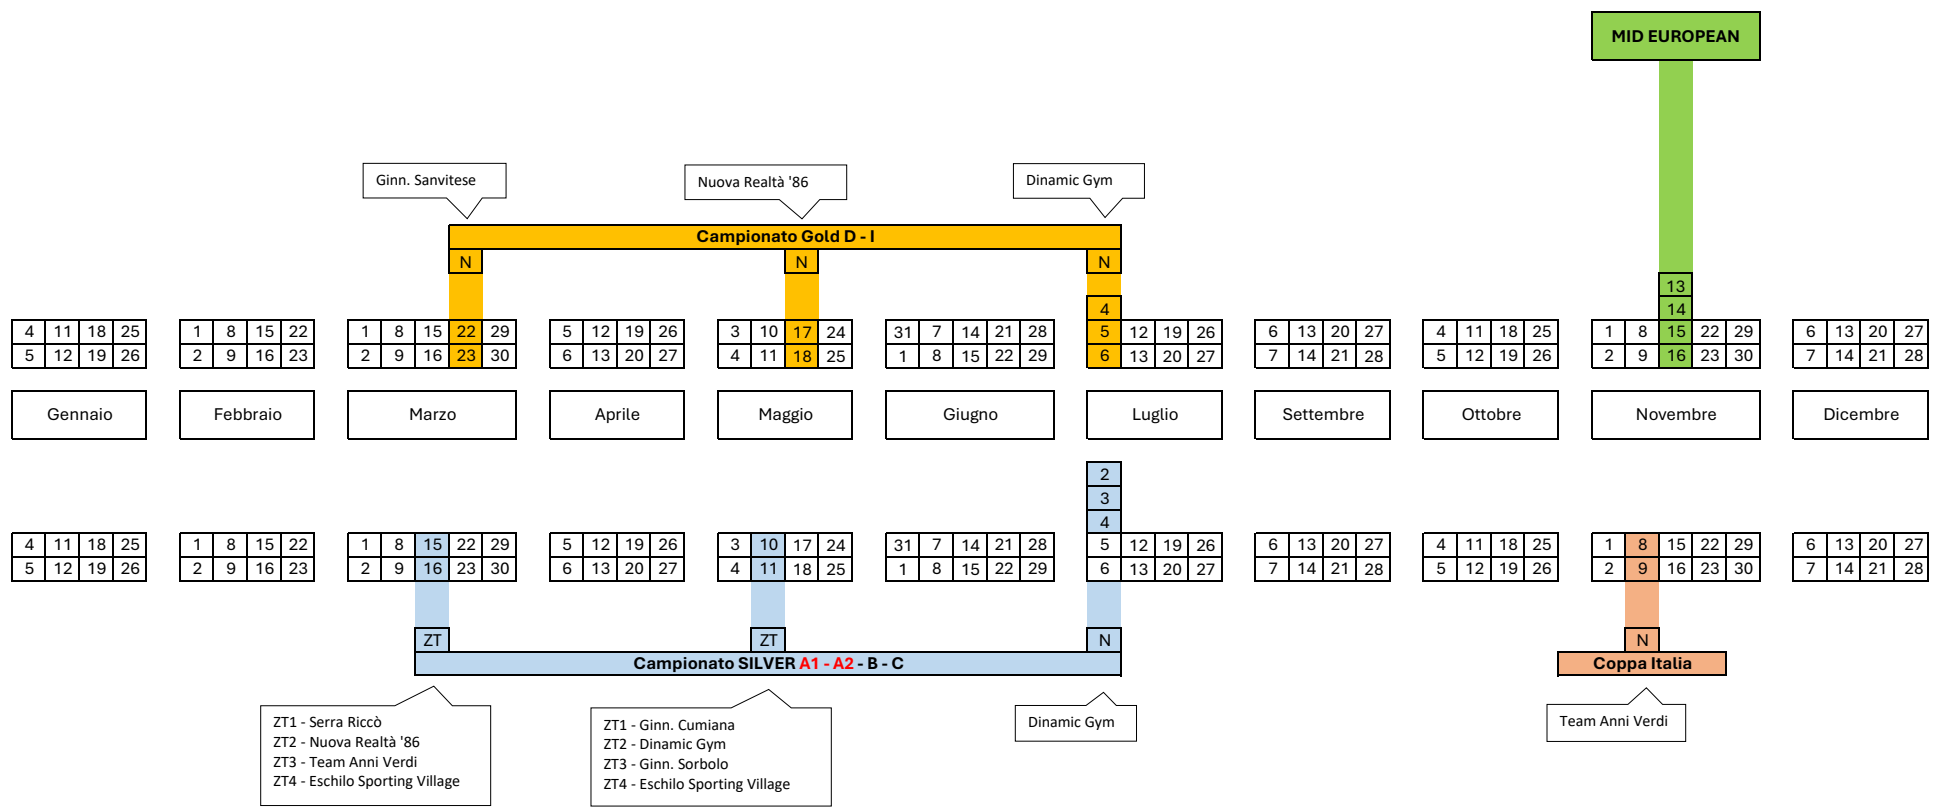 MID EUROPEAN
Ginn. Sanvitese
Nuova Realtà '86
Dinamic Gym
Campionato Gold D - I
N N N
13
4 14
4 11 18 25 1 8 15 22 1 8 15 22 29 5 12 19 26 3 10 17 24 31 7 14 21 28 5 12 19 26 6 13 20 27 4 11 18 25 1 8 15 22 29 6 13 20 27
5 12 19 26 2 9 16 23 2 9 16 23 30 6 13 20 27 4 11 18 25 1 8 15 22 29 6 13 20 27 7 14 21 28 5 12 19 26 2 9 16 23 30 7 14 21 28
Gennaio Febbraio Marzo Aprile Maggio Giugno Luglio Settembre Ottobre Novembre Dicembre
2
3
4
4 11 18 25 1 8 15 22 1 8 15 22 29 5 12 19 26 3 10 17 24 31 7 14 21 28 5 12 19 26 6 13 20 27 4 11 18 25 1 8 15 22 29 6 13 20 27
5 12 19 26 2 9 16 23 2 9 16 23 30 6 13 20 27 4 11 18 25 1 8 15 22 29 6 13 20 27 7 14 21 28 5 12 19 26 2 9 16 23 30 7 14 21 28
ZT ZT N N
Campionato SILVER A1 - A2 - B - C
Coppa Italia
ZT1 - Serra Riccò
ZT2 - Nuova Realtà '86
ZT3 - Team Anni Verdi
ZT4 - Eschilo Sporting Village
ZT1 - Ginn. Cumiana
ZT2 - Dinamic Gym
ZT3 - Ginn. Sorbolo
ZT4 - Eschilo Sporting Village
Dinamic Gym
Team Anni Verdi